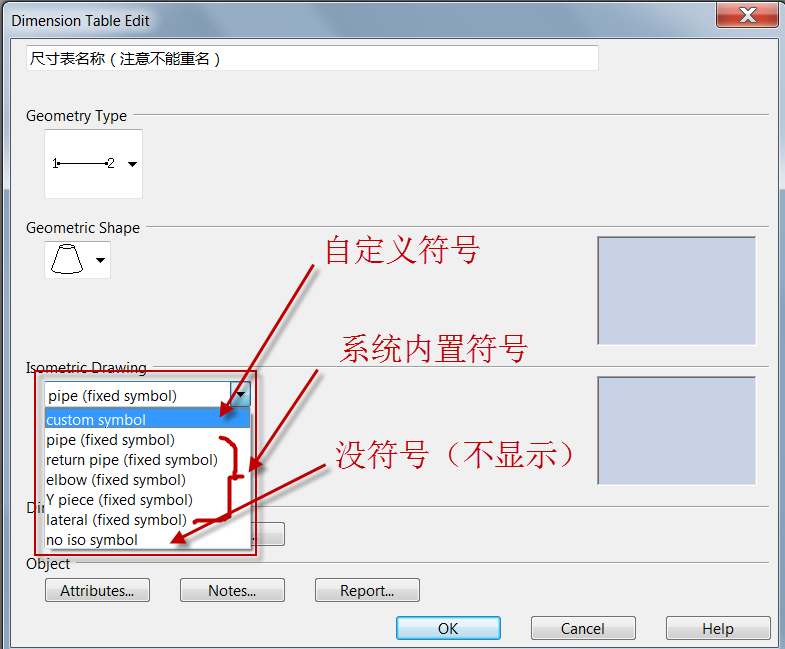 Dimension Table Edit
尺寸表名称（注意不能重名）
Geometry Type
1 2
Geometric Shape
自定义符号
系统内置符号
Isometric Drawing
pipe (fixed symbol)
custom symbol
pipe (fixed symbol)
return pipe (fixed symbol)
没符号（不显示）
elbow (fixed symbol)
Y piece (fixed symbol)
lateral (fixed symbol)
no iso symbol
Object
Attributes...
Notes...
Report...
OK
Cancel
Help